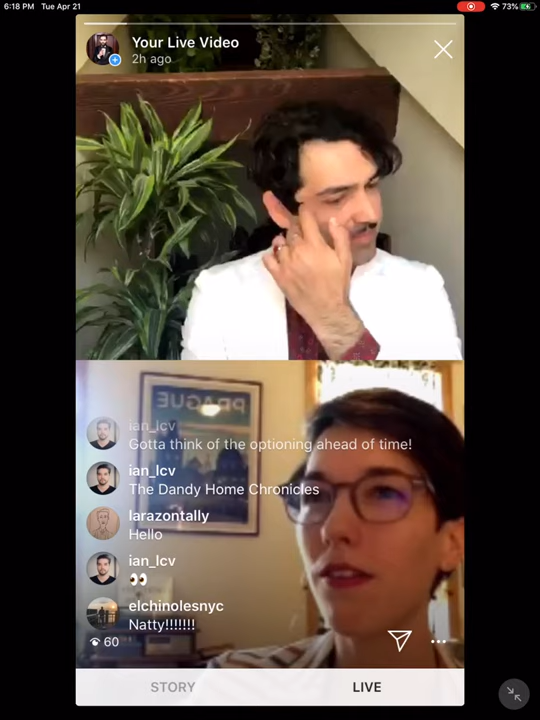 6:18 PM Tue Apr 21
73%
Your Live Video
2h ago
PRAGUE
ian_lcv
Gotta think of the optioning ahead of time!
ian_lcv
The Dandy Home Chronicles
larazontally
Hello
ian_lcv
👀
elchinolesnyc
Natty!!!!!!!
60
STORY
LIVE